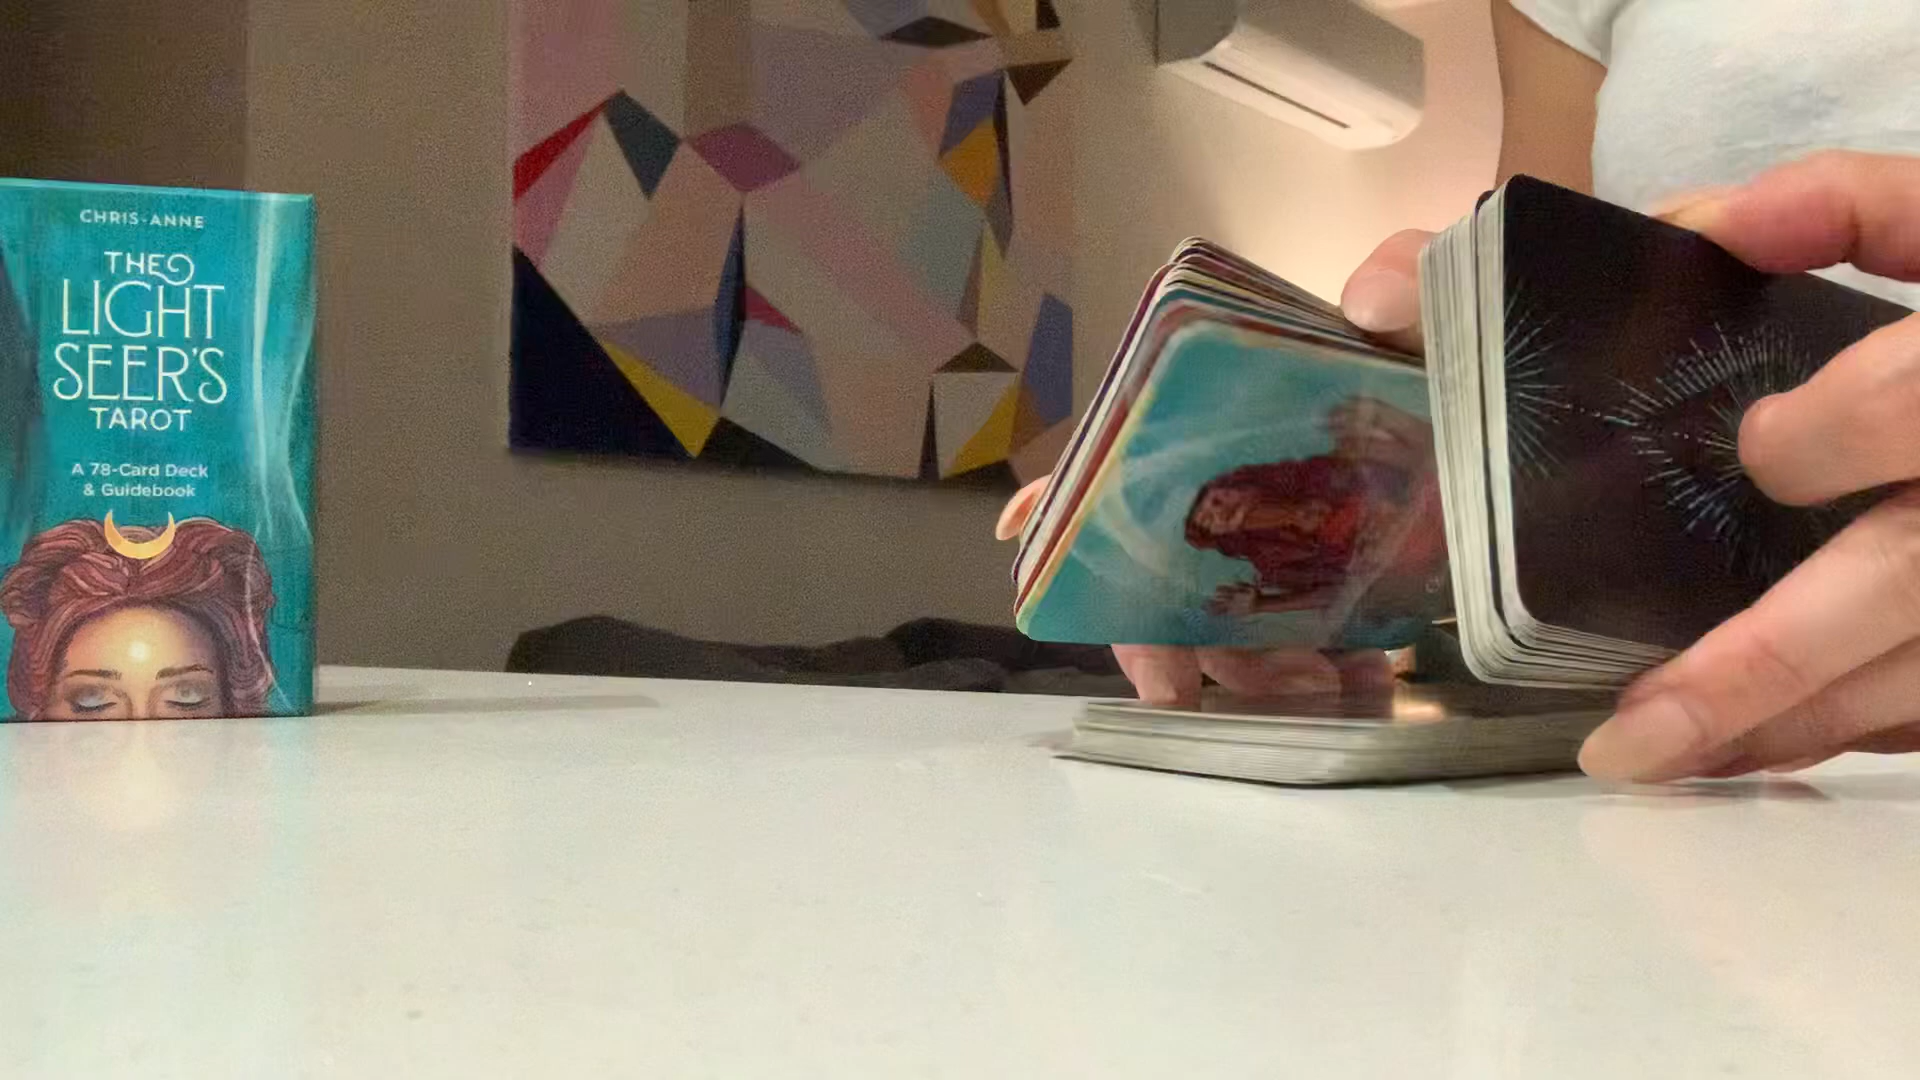 CHRIS-ANNE
THE
LIGHT
SEER'S
TAROT
A 78-Card Deck
& Guidebook